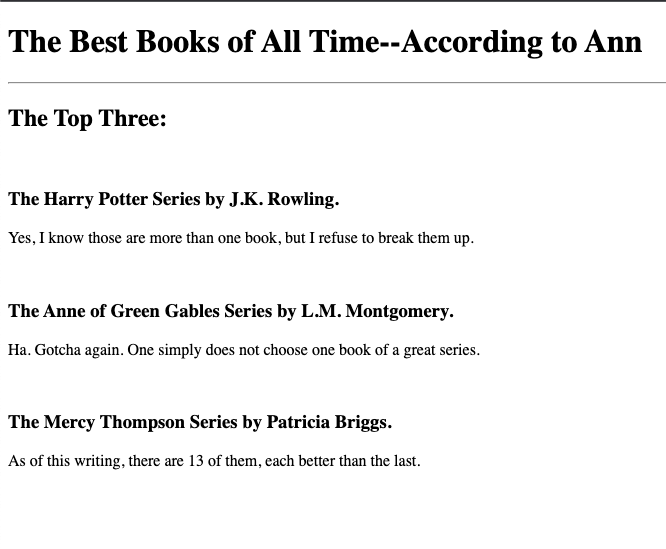 The Best Books of All Time--According to Ann
The Top Three:
The Harry Potter Series by J.K. Rowling.
Yes, I know those are more than one book, but I refuse to break them up.
The Anne of Green Gables Series by L.M. Montgomery.
Ha. Gotcha again. One simply does not choose one book of a great series.
The Mercy Thompson Series by Patricia Briggs.
As of this writing, there are 13 of them, each better than the last.